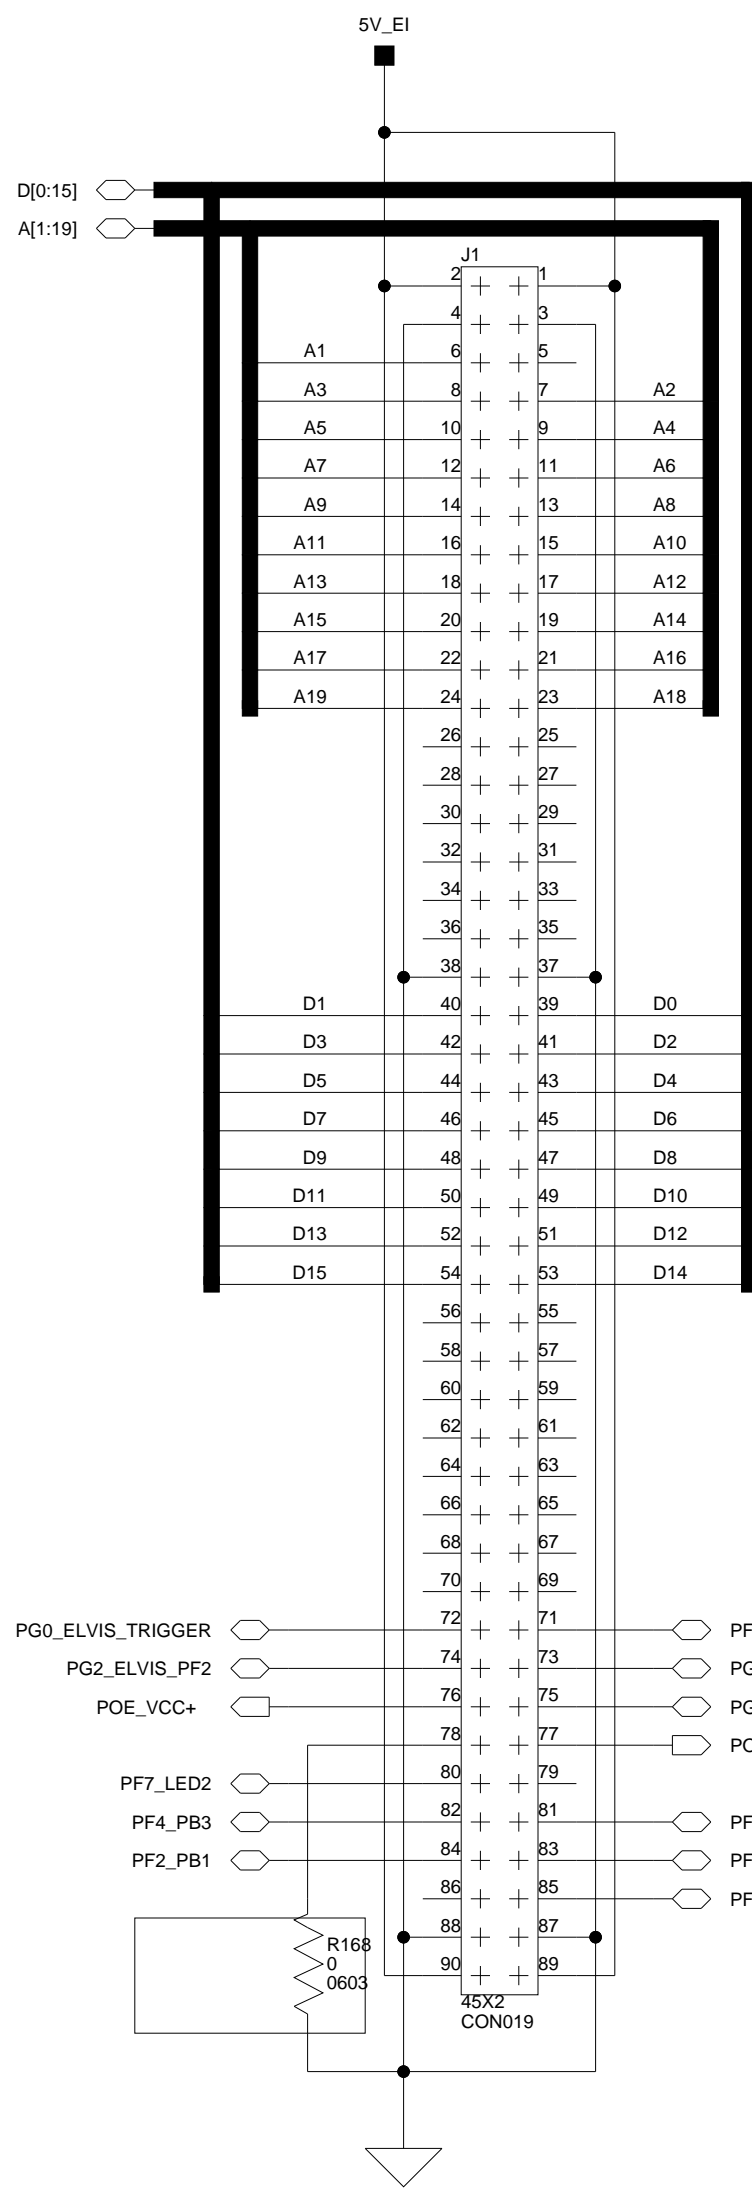 5V_EI
D[0:15]
A[1:19]
J1
2 1
4 3
A1 6 5
A3 8 7 A2
A5 10 9 A4
A7 12 11 A6
A9 14 13 A8
A11 16 15 A10
A13 18 17 A12
A15 20 19 A14
A17 22 21 A16
A19 24 23 A18
26 25
28 27
30 29
32 31
34 33
36 35
38 37
D1 40 39 D0
D3 42 41 D2
D5 44 43 D4
D7 46 45 D6
D9 48 47 D8
D11 50 49 D10
D13 52 51 D12
D15 54 53 D14
56 55
58 57
60 59
62 61
64 63
66 65
68 67
70 69
PG0_ELVIS_TRIGGER 72 71 PF
PG2_ELVIS_PF2 74 73 PG
POE_VCC+ 76 75 PG
78 77 PO
PF7_LED2 80 79
PF4_PB3 82 81 PF
PF2_PB1 84 83 PF
86 85 PF
88 87
R168
0
0603
90 89
45X2
CON019